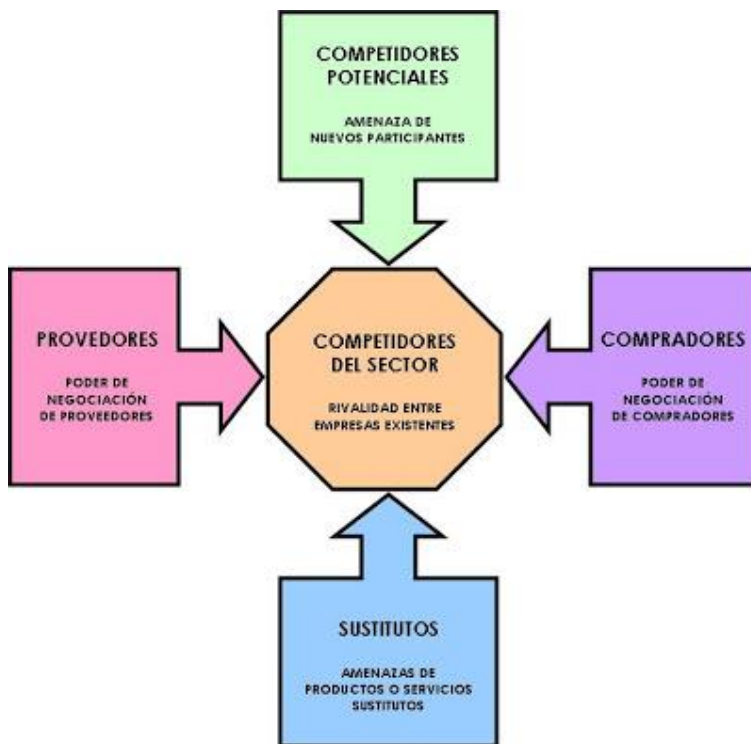 COMPETIDORES
POTENCIALES
AMENAZA DE
NUEVOS PARTICIPANTES
PROVEDORES
PODER DE
NEGOCIACIÓN
DE PROVEEDORES
COMPETIDORES
DEL SECTOR
RIVALIDAD ENTRE
EMPRESAS EXISTENTES
COMPRADORES
PODER DE
NEGOCIACIÓN
DE COMPRADORES
SUSTITUTOS
AMENAZAS DE
PRODUCTOS O SERVICIOS
SUSTITUTOS